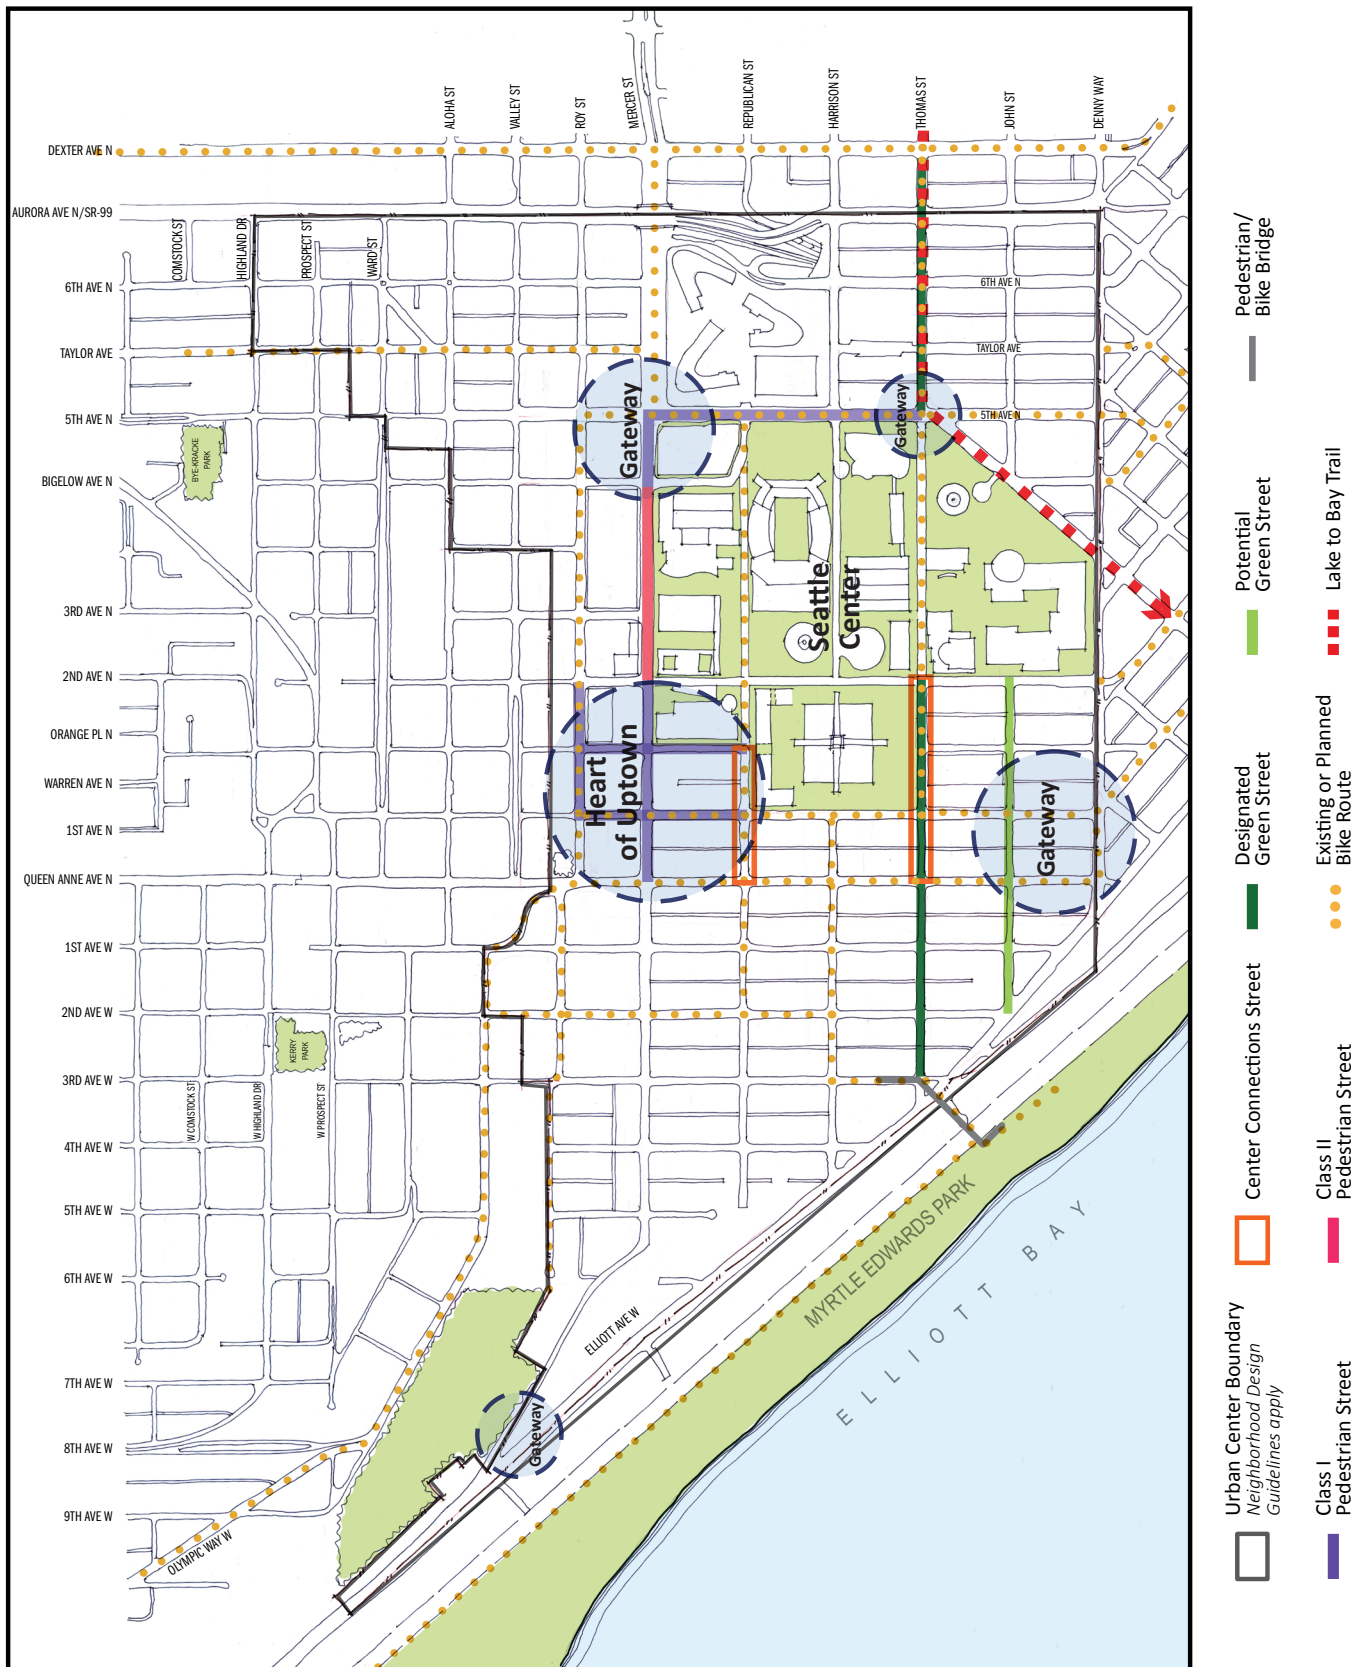 ALOHA ST
VALLEY ST
ROY ST
MERCER ST
REPUBLICAN ST
HARRISON ST
THOMAS ST
JOHN ST
DENNY WAY
DEXTER AVE N
AURORA AVE N/SR-99
COMSTOCK ST
HIGHLAND DR
PROSPECT ST
WARD ST
6TH AVE N
6TH AVE N
TAYLOR AVE
TAYLOR AVE
5TH AVE N
5TH AVE N
Gateway
Gateway
BYE-KRACKE
PARK
BIGELOW AVE N
Seattle
Center
3RD AVE N
2ND AVE N
ORANGE PL N
WARREN AVE N
Heart
of Uptown
1ST AVE N
Gateway
QUEEN ANNE AVE N
1ST AVE W
2ND AVE W
KERRY
PARK
3RD AVE W
W COMSTOCK ST
W HIGHLAND DR
W PROSPECT ST
4TH AVE W
5TH AVE W
6TH AVE W
MYRTLE EDWARDS PARK
ELLIOTT BAY
ELLIOTT AVE W
7TH AVE W
Gateway
8TH AVE W
9TH AVE W
OLYMPIC WAY W
Urban Center Boundary
Neighborhood Design
Guidelines apply
Center Connections Street
Designated
Green Street
Potential
Green Street
Pedestrian/
Bike Bridge
Class I
Pedestrian Street
Class II
Pedestrian Street
Existing or Planned
Bike Route
Lake to Bay Trail